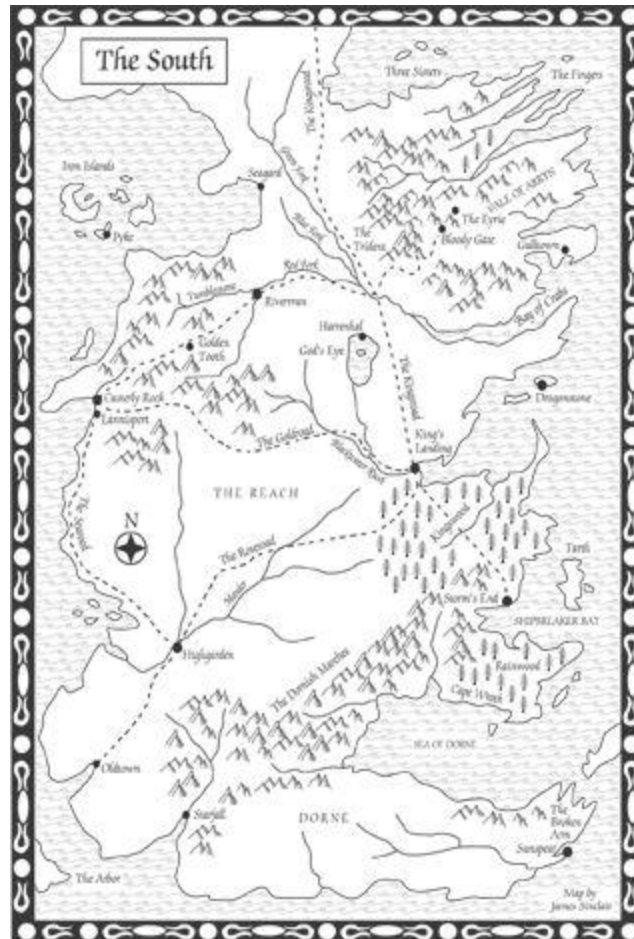 The South
Three Sisters
The Fingers
The Kingsroad
Green Fork
Iron Islands
Seagard
VALE OF ARRYN
The Eyrie
Bloody Gate
Pyke
Blue Fork
The
Trident
Gulltown
Red Fork
Tumblestone
Riverrun
Bay of Crabs
Harrenhal
God's Eye
Golden
Tooth
The Kingsroad
Casterly Rock
Lannisport
Dragonstone
The Goldroad
King's
Landing
Blackwater Rush
THE REACH
N
Kingswood
The Roseroad
Tarth
Mander
Storm's End
SHIPBREAKER BAY
Highgarden
Rainwood
The Dornish Marches
Cape Wrath
SEA OF DORNE
Oldtown
Starfall
DORNE
The
Broken
Arm
Sunspear
The Arbor
Map by
James Sinclair